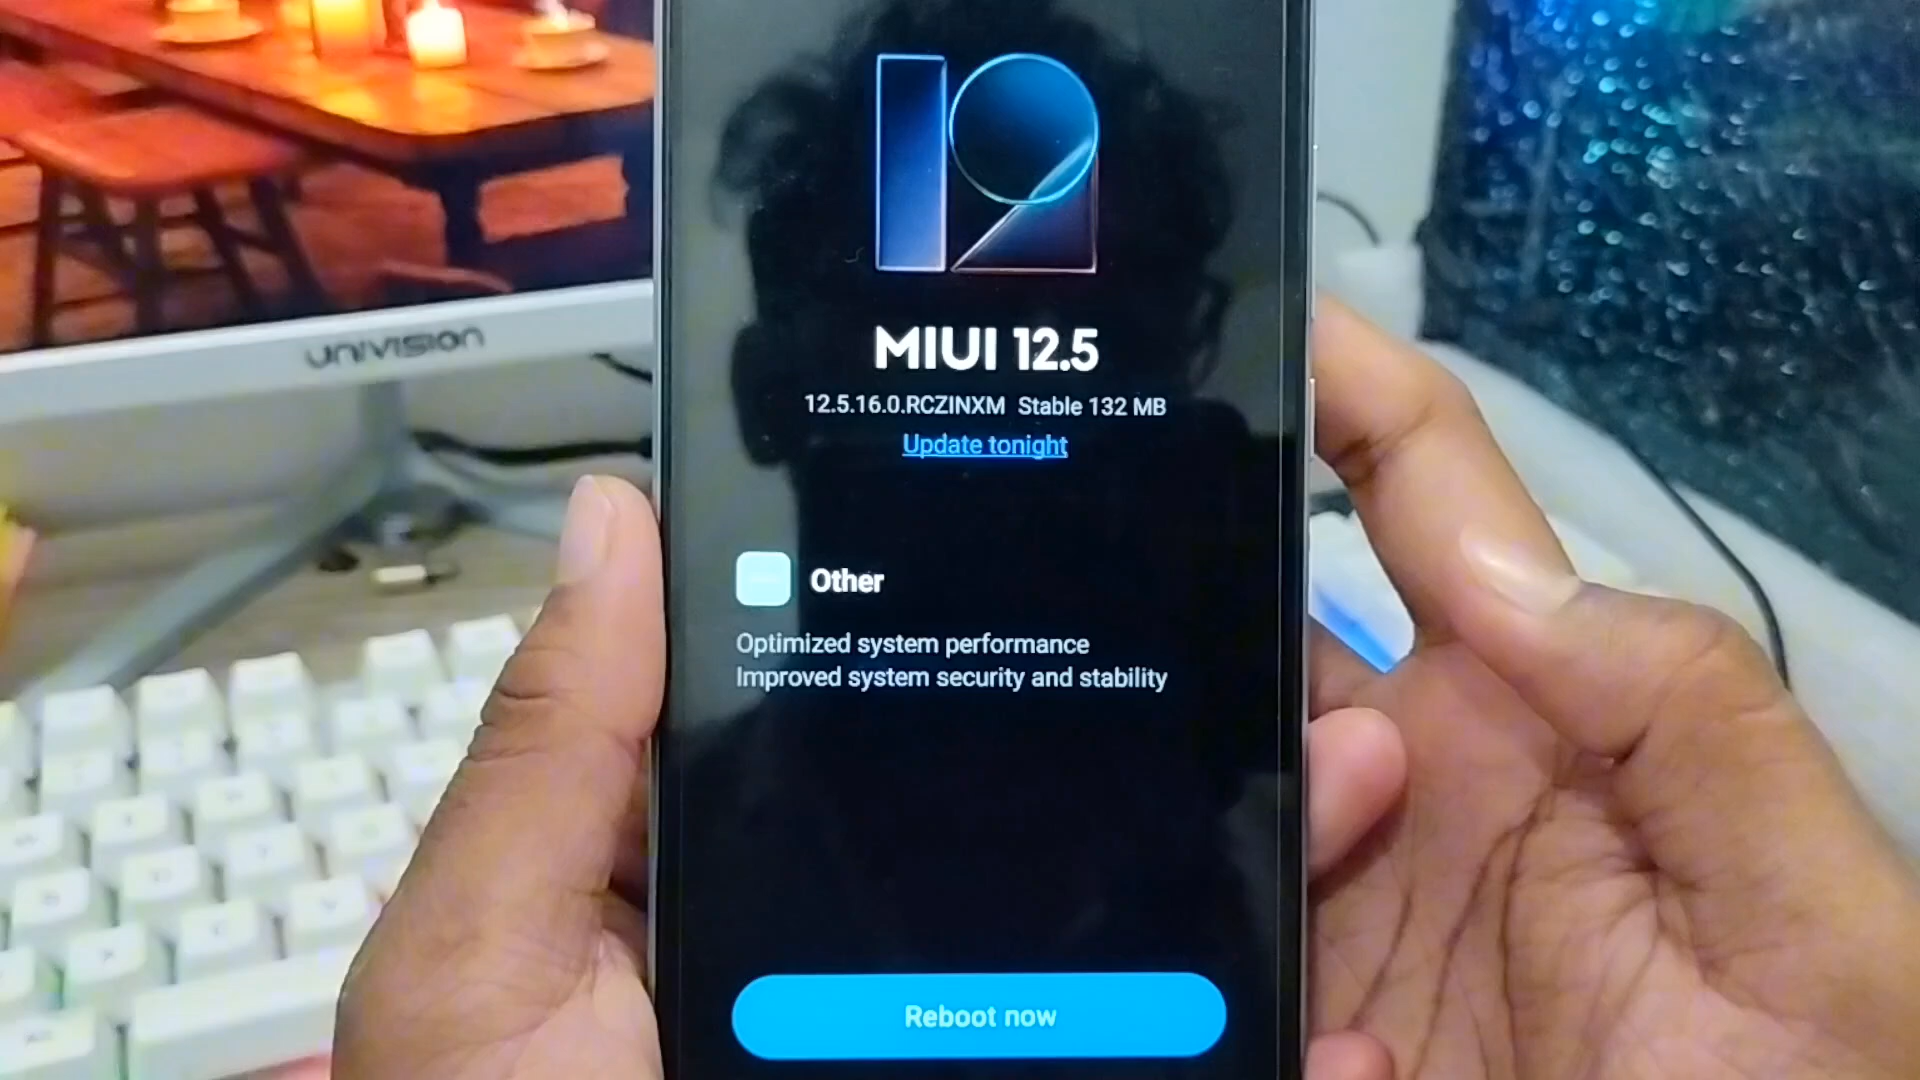 UNIVISION
12
MIUI 12.5
12.5.16.0.RCZINXM Stable 132 MB
Update tonight
Other
Optimized system performance
Improved system security and stability
Reboot now